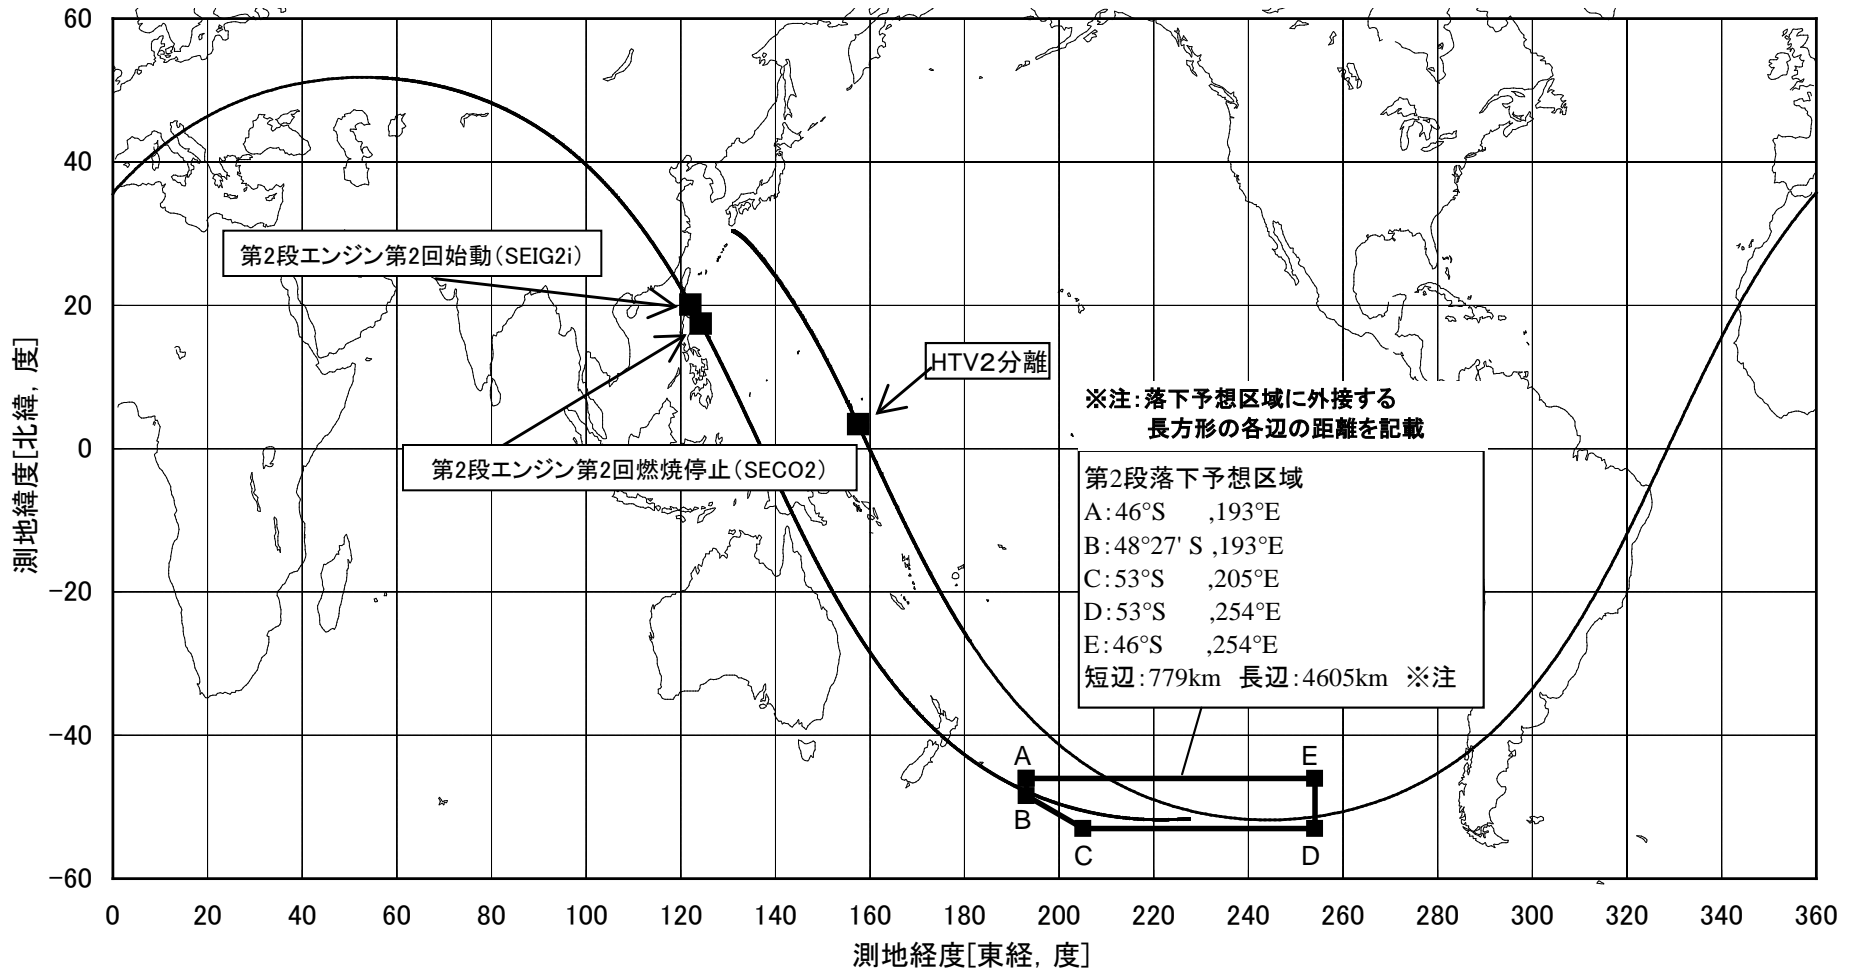 60
40
20
0
-20
-40
-60
測地緯度[北緯, 度]
第2段エンジン第2回始動(SEIG2i)
HTV2分離
第2段エンジン第2回燃焼停止(SECO2)
※注:落下予想区域に外接する
長方形の各辺の距離を記載
第2段落下予想区域
A:46°S ,193°E
B:48°27' S ,193°E
C:53°S ,205°E
D:53°S ,254°E
E:46°S ,254°E
短辺:779km 長辺:4605km ※注
A
E
B
C
D
0 20 40 60 80 100 120 140 160 180 200 220 240 260 280 300 320 340 360
測地経度[東経, 度]